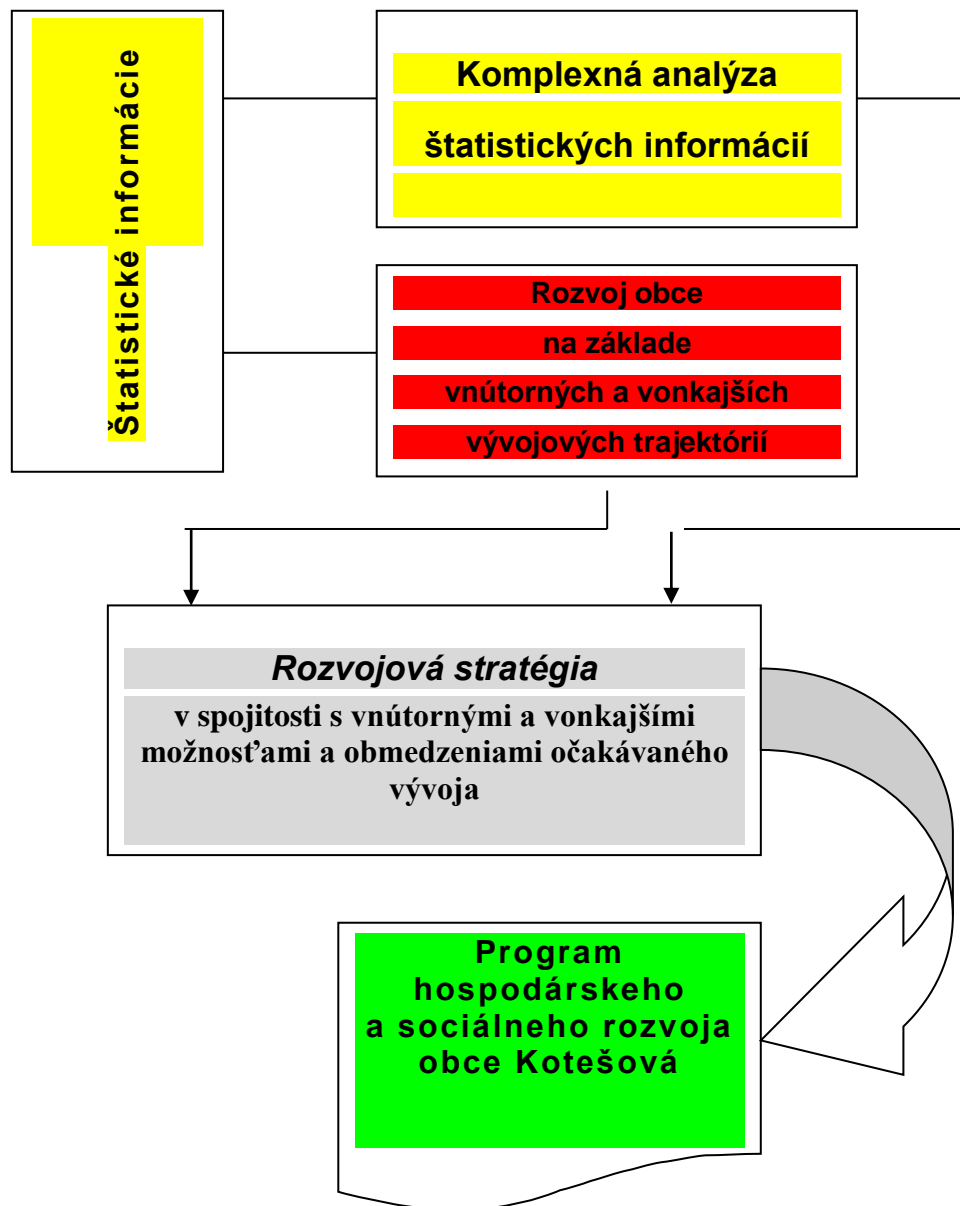 Štatistické informácie
Komplexná analýza
štatistických informácií
Rozvoj obce
na základe
vnútorných a vonkajších
vývojových trajektórií
Rozvojová stratégia
v spojitosti s vnútornými a vonkajšími
možnosťami a obmedzeniami očakávaného
vývoja
Program
hospodárskeho
a sociálneho rozvoja
obce Kotešová